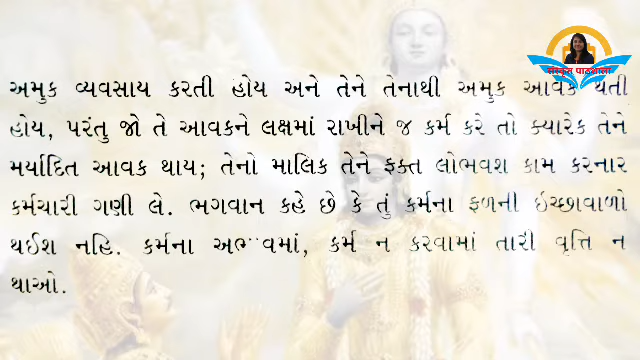 संस्कृत पाठशाला
અમુક વ્યવસાય કરતી હોય અને તેને તેનાથી અમુક આવક થતી
હોય, પરંતુ જો તે આવકને લક્ષમાં રાખીને જ કર્મ કરે તો ક્યારેક તેને
મર્યાદિત આવક થાય; તેનો માલિક તેને ફક્ત લોભવશ કામ કરનાર
કર્મચારી ગણી લે. ભગવાન કહે છે કે તું કર્મના ફળની ઇચ્છાવાળો
થઈશ નહિ. કર્મના અભાવમાં, કર્મ ન કરવામાં તારી વૃત્તિ ન
થાઓ.